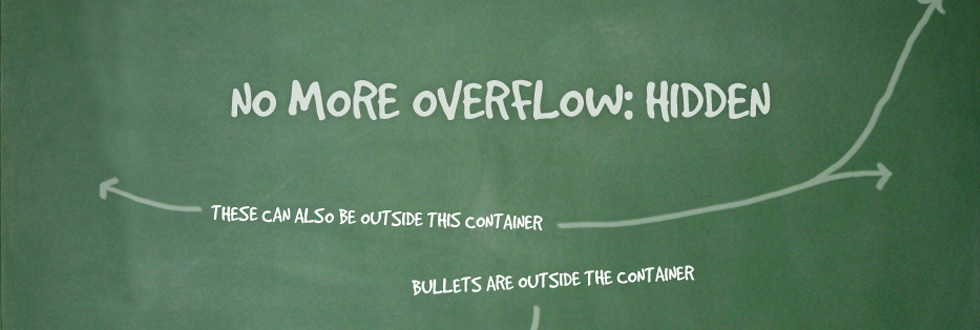 NO MORE OVERFLOW: HIDDEN
THESE CAN ALSO BE OUTSIDE THIS CONTAINER
BULLETS ARE OUTSIDE THE CONTAINER